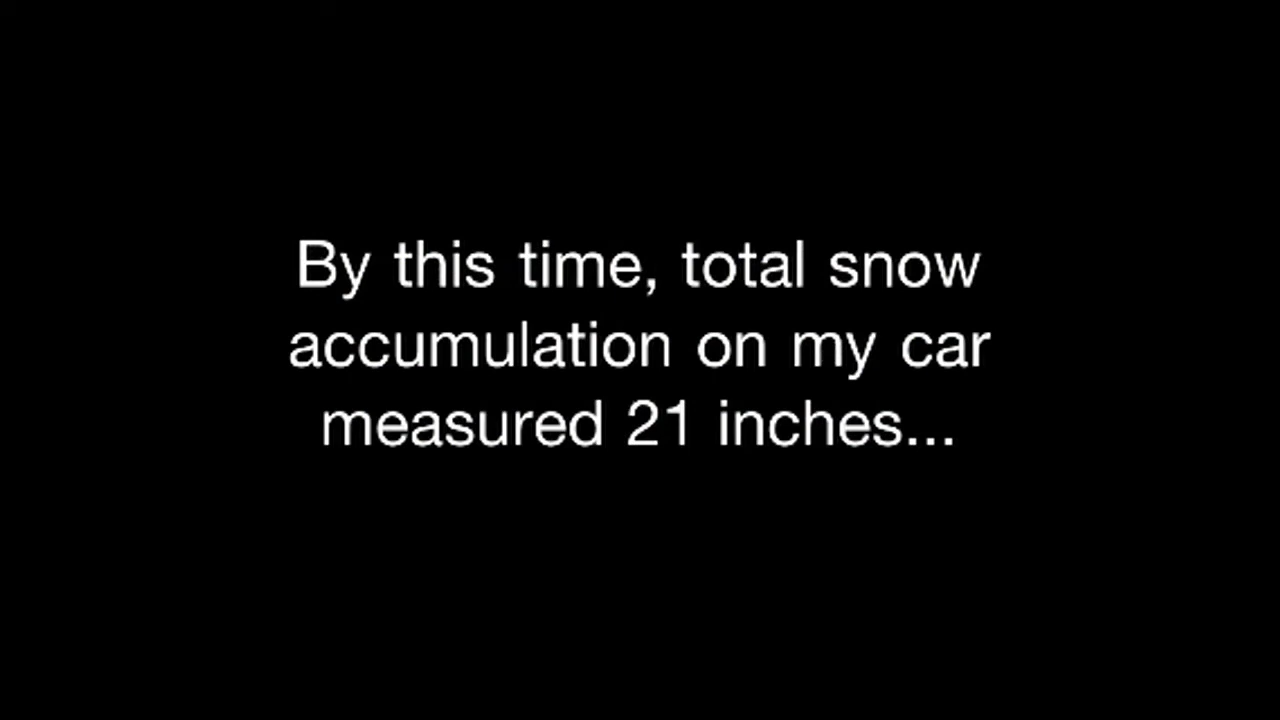 By this time, total snow
accumulation on my car
measured 21 inches...